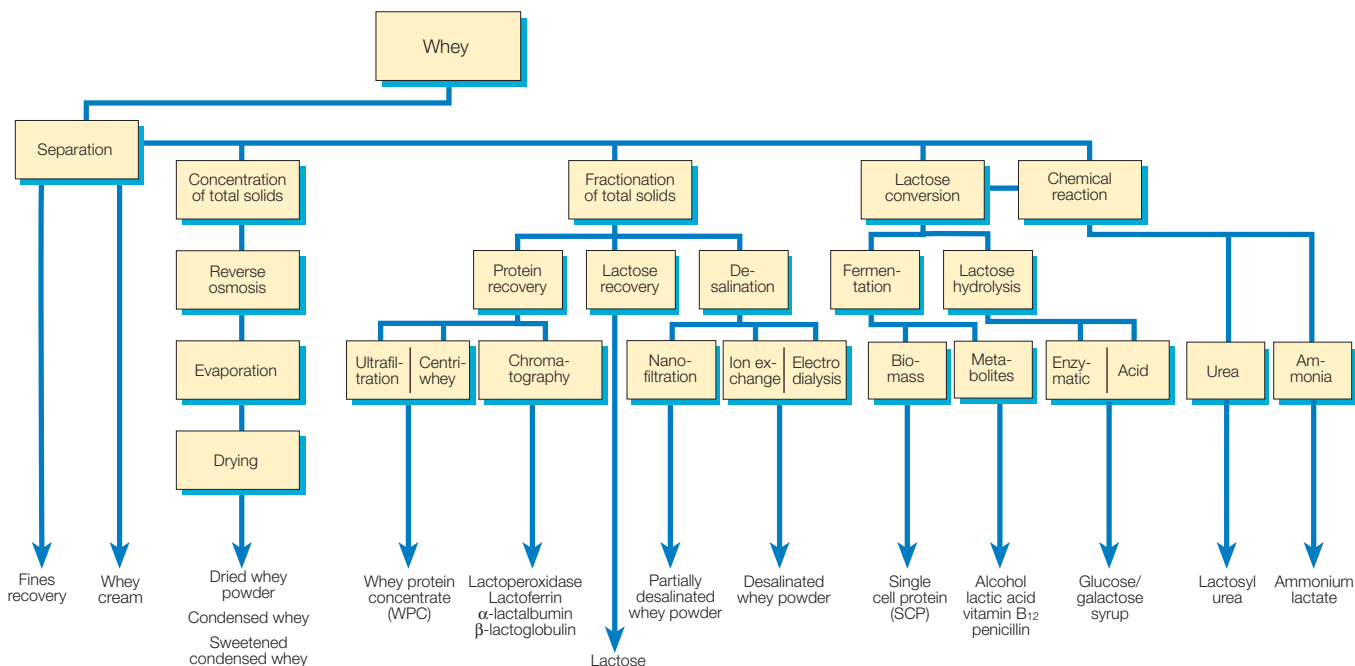 Whey
Separation
Concentration
of total solids
Fractionation
of total solids
Lactose
conversion
Chemical
reaction
Reverse
osmosis
Protein
recovery
Lactose
recovery
De-
salination
Fermen-
tation
Lactose
hydrolysis
Evaporation
Ultrafil-
tration
Centri-
whey
Chroma-
tography
Nano-
filtration
Ion ex-
change
Electro
dialysis
Bio-
mass
Meta-
bolites
Enzy-
matic
Acid
Urea
Am-
monia
Drying
Fines
recovery
Whey
cream
Dried whey
powder
Condensed whey
Sweetened
condensed whey
Whey protein
concentrate
(WPC)
Lactoperoxidase
Lactoferrin
α-lactalbumin
β-lactoglobulin
Lactose
Partially
desalinated
whey powder
Desalinated
whey powder
Single
cell protein
(SCP)
Alcohol
lactic acid
vitamin B₁₂
penicillin
Glucose/
galactose
syrup
Lactosyl
urea
Ammonium
lactate